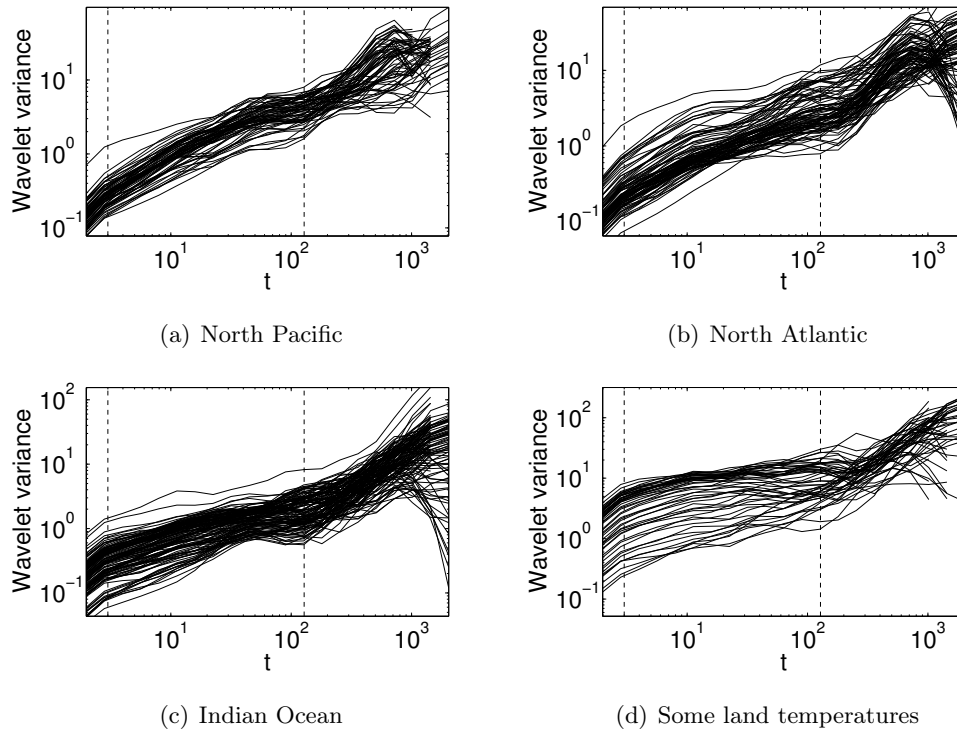 Wavelet variance
10^1
10^0
10^-1
10^1
10^2
10^3
t
(a) North Pacific
Wavelet variance
10^1
10^0
10^-1
10^1
10^2
10^3
t
(b) North Atlantic
Wavelet variance
10^2
10^1
10^0
10^-1
10^1
10^2
10^3
t
(c) Indian Ocean
Wavelet variance
10^2
10^1
10^0
10^-1
10^1
10^2
10^3
t
(d) Some land temperatures